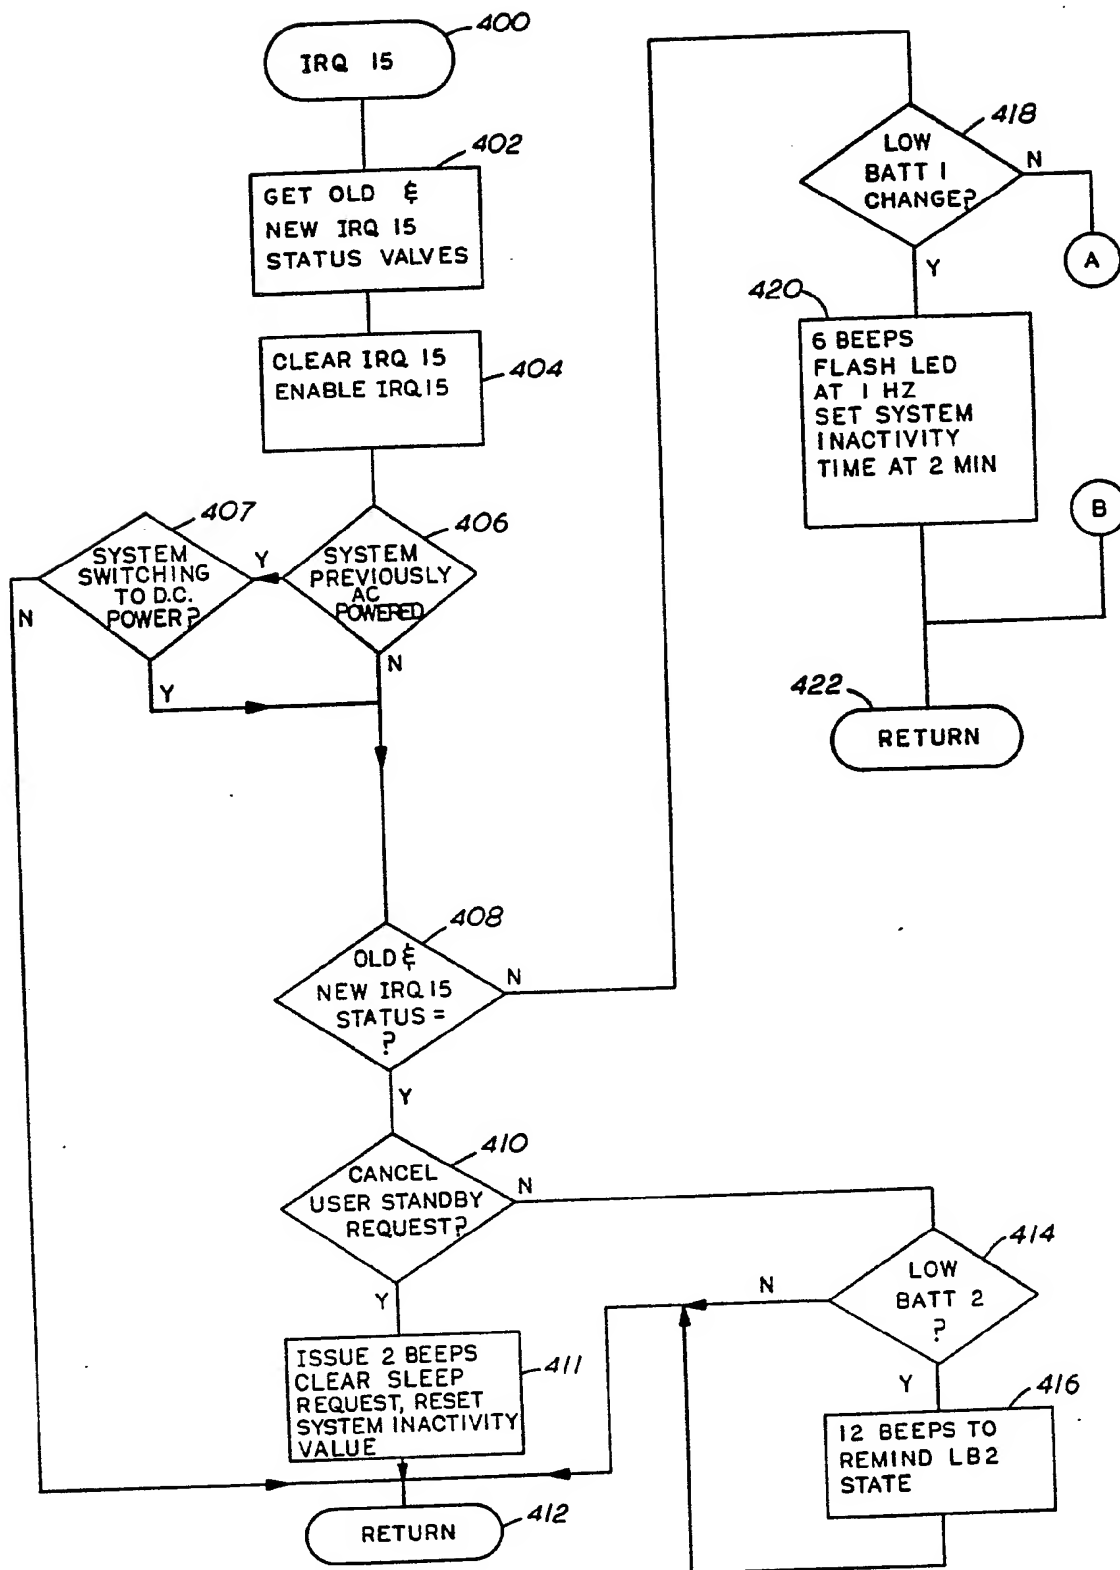 400
IRQ 15
402
GET OLD &
NEW IRQ 15
STATUS VALVES
CLEAR IRQ 15
ENABLE IRQ15
404
407
SYSTEM
SWITCHING
TO D.C.
POWER?
Y
N
Y
406
SYSTEM
PREVIOUSLY
AC
POWERED
N
408
OLD &
NEW IRQ 15
STATUS =
?
N
Y
410
CANCEL
USER STANDBY
REQUEST?
N
Y
ISSUE 2 BEEPS
CLEAR SLEEP
REQUEST, RESET
SYSTEM INACTIVITY
VALUE
411
RETURN
412
414
LOW
BATT 2
?
N
Y
416
12 BEEPS TO
REMIND LB2
STATE
418
LOW
BATT 1
CHANGE?
N
A
Y
420
6 BEEPS
FLASH LED
AT 1 HZ
SET SYSTEM
INACTIVITY
TIME AT 2 MIN
B
422
RETURN